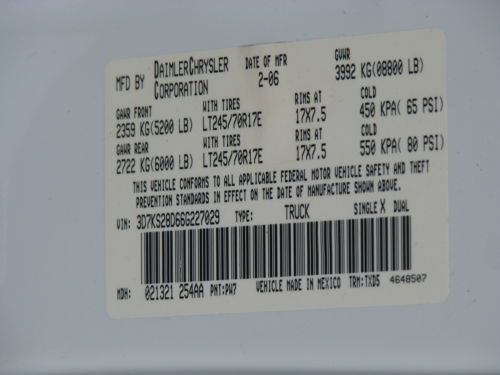 MFD BY DAIMLERCHRYSLER CORPORATION DATE OF MFR 2-06 GVWR 3992 KG(08800 LB)
GAWR FRONT WITH TIRES RIMS AT COLD
2359 KG(5200 LB) LT245/70R17E 17X7.5 450 KPA( 65 PSI)
GAWR REAR WITH TIRES RIMS AT COLD
2722 KG(6000 LB) LT245/70R17E 17X7.5 550 KPA( 80 PSI)
THIS VEHICLE CONFORMS TO ALL APPLICABLE FEDERAL MOTOR VEHICLE SAFETY AND THEFT
PREVENTION STANDARDS IN EFFECT ON THE DATE OF MANUFACTURE SHOWN ABOVE.
VIN: 3D7KS28D66G227029 TYPE: TRUCK SINGLE X DUAL
MDH: 021321 254AA PNT:PW7 VEHICLE MADE IN MEXICO TRM:TXD5 4648507